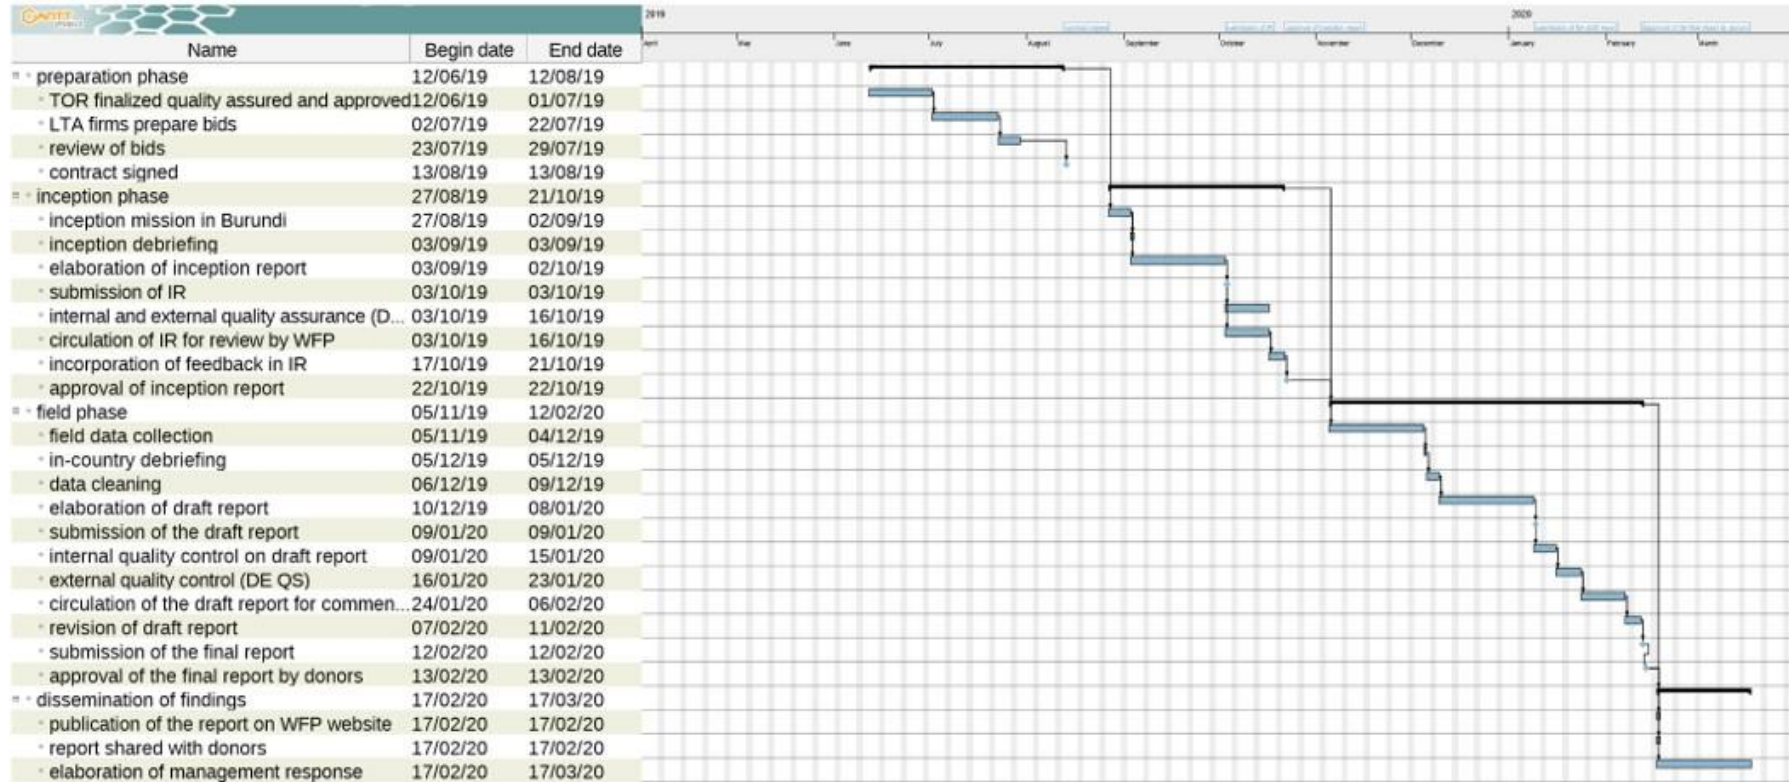 GANTT
2019
2020
Name Begin date End date
April May June July August September October November December January February March
preparation phase 12/06/19 12/08/19
TOR finalized quality assured and approved 12/06/19 01/07/19
LTA firms prepare bids 02/07/19 22/07/19
review of bids 23/07/19 29/07/19
contract signed 13/08/19 13/08/19
inception phase 27/08/19 21/10/19
inception mission in Burundi 27/08/19 02/09/19
inception debriefing 03/09/19 03/09/19
elaboration of inception report 03/09/19 02/10/19
submission of IR 03/10/19 03/10/19
internal and external quality assurance (D... 03/10/19 16/10/19
circulation of IR for review by WFP 03/10/19 16/10/19
incorporation of feedback in IR 17/10/19 21/10/19
approval of inception report 22/10/19 22/10/19
field phase 05/11/19 12/02/20
field data collection 05/11/19 04/12/19
in-country debriefing 05/12/19 05/12/19
data cleaning 06/12/19 09/12/19
elaboration of draft report 10/12/19 08/01/20
submission of the draft report 09/01/20 09/01/20
internal quality control on draft report 09/01/20 15/01/20
external quality control (DE QS) 16/01/20 23/01/20
circulation of the draft report for commen... 24/01/20 06/02/20
revision of draft report 07/02/20 11/02/20
submission of the final report 12/02/20 12/02/20
approval of the final report by donors 13/02/20 13/02/20
dissemination of findings 17/02/20 17/03/20
publication of the report on WFP website 17/02/20 17/02/20
report shared with donors 17/02/20 17/02/20
elaboration of management response 17/02/20 17/03/20